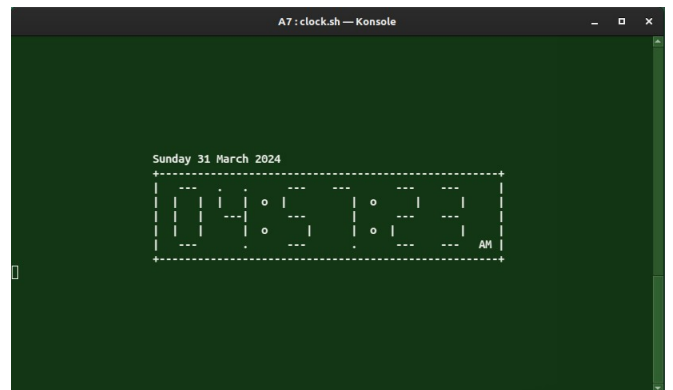 A7 : clock.sh — Konsole
Sunday 31 March 2024
+-----------------------------------------------------+
|   ---   .   .      ---    ---       ---    ---      |
|  |   |  |   |  o  |          |  o      |      |     |
|  |   |  |---|      ---       |      ---    ---      |
|  |   |      |  o      |      |  o  |          |     |
|   ---       .      ---       .      ---    ---   AM |
+-----------------------------------------------------+